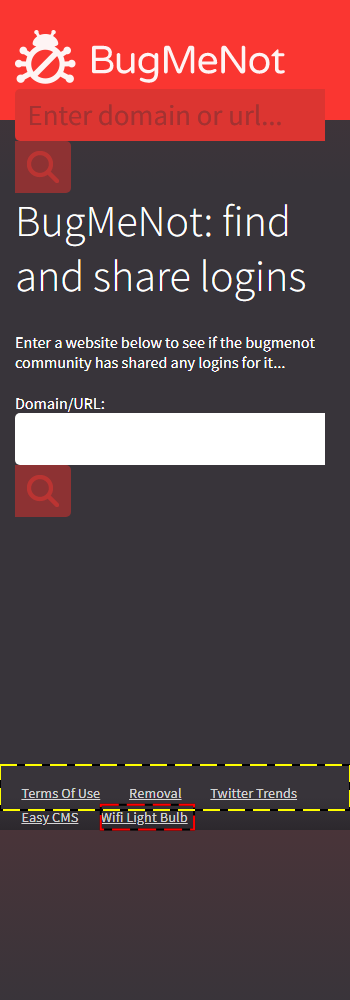 BugMeNot
Enter domain or url...
BugMeNot: find
and share logins
Enter a website below to see if the bugmenot
community has shared any logins for it...
Domain/URL:
Terms Of Use Removal Twitter Trends
Easy CMS Wifi Light Bulb